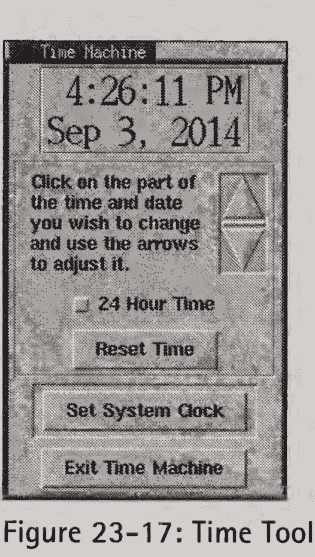 Time Machine
4:26:11 PM
Sep 3, 2014
Click on the part of
the time and date
you wish to change
and use the arrows
to adjust it.
24 Hour Time
Reset Time
Set System Clock
Exit Time Machine
Figure 23-17: Time Tool